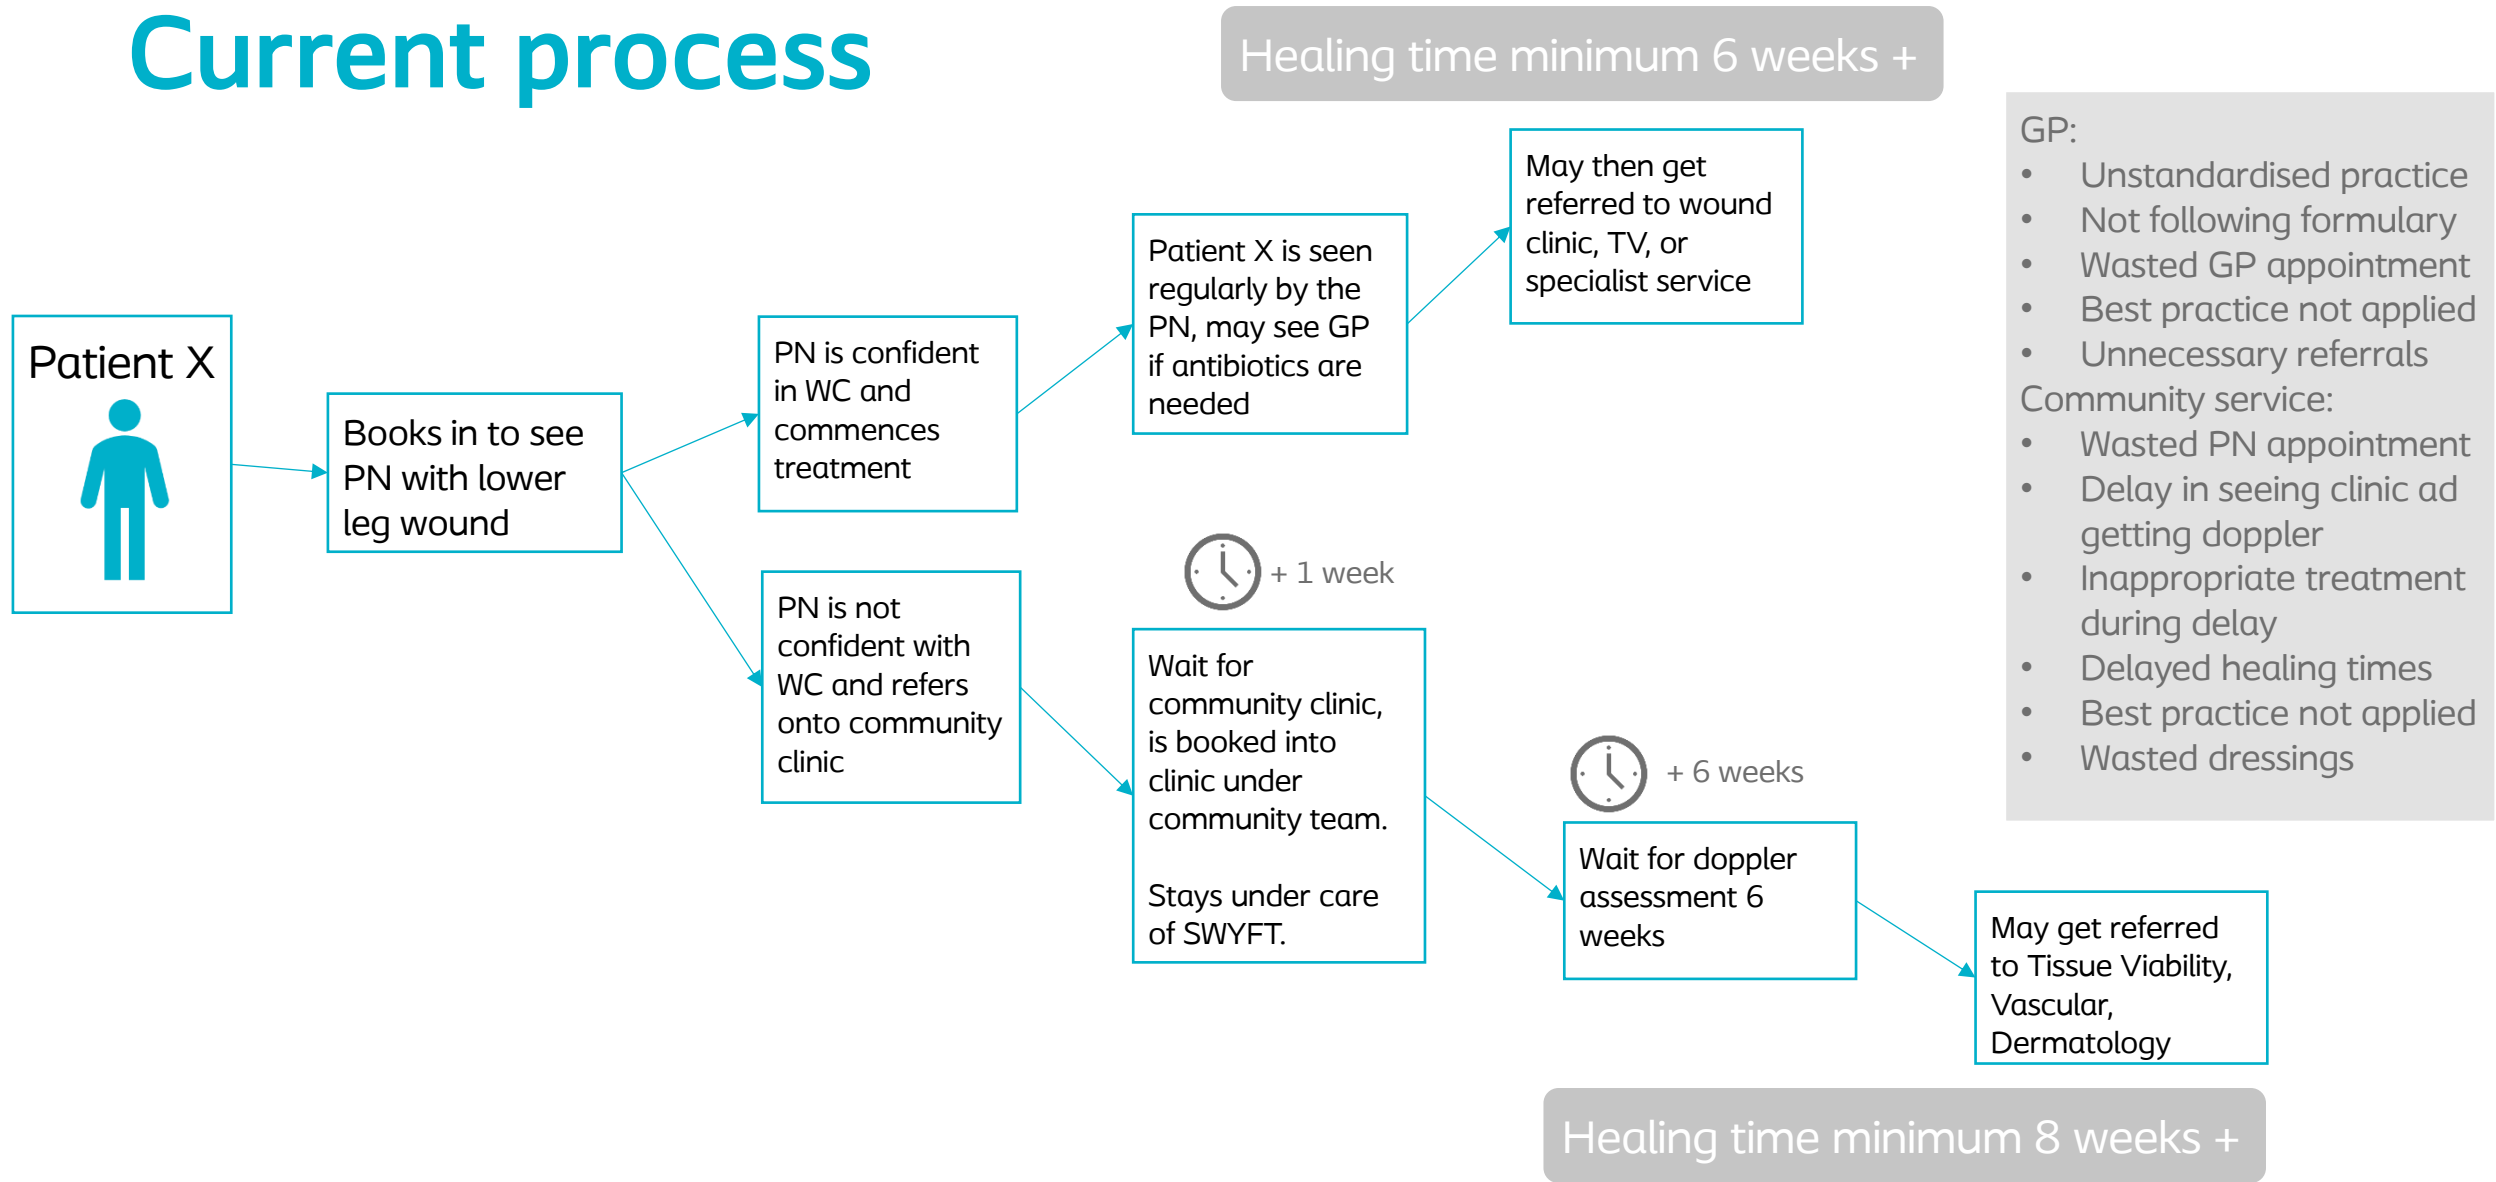 Current process
Healing time minimum 6 weeks +
Patient X
Books in to see
PN with lower
leg wound
PN is confident
in WC and
commences
treatment
Patient X is seen
regularly by the
PN, may see GP
if antibiotics are
needed
May then get
referred to wound
clinic, TV, or
specialist service
PN is not
confident with
WC and refers
onto community
clinic
+ 1 week
Wait for
community clinic,
is booked into
clinic under
community team.
Stays under care
of SWYFT.
+ 6 weeks
Wait for doppler
assessment 6
weeks
May get referred
to Tissue Viability,
Vascular,
Dermatology
Healing time minimum 8 weeks +
GP:
• Unstandardised practice
• Not following formulary
• Wasted GP appointment
• Best practice not applied
• Unnecessary referrals
Community service:
• Wasted PN appointment
• Delay in seeing clinic ad
getting doppler
• Inappropriate treatment
during delay
• Delayed healing times
• Best practice not applied
• Wasted dressings